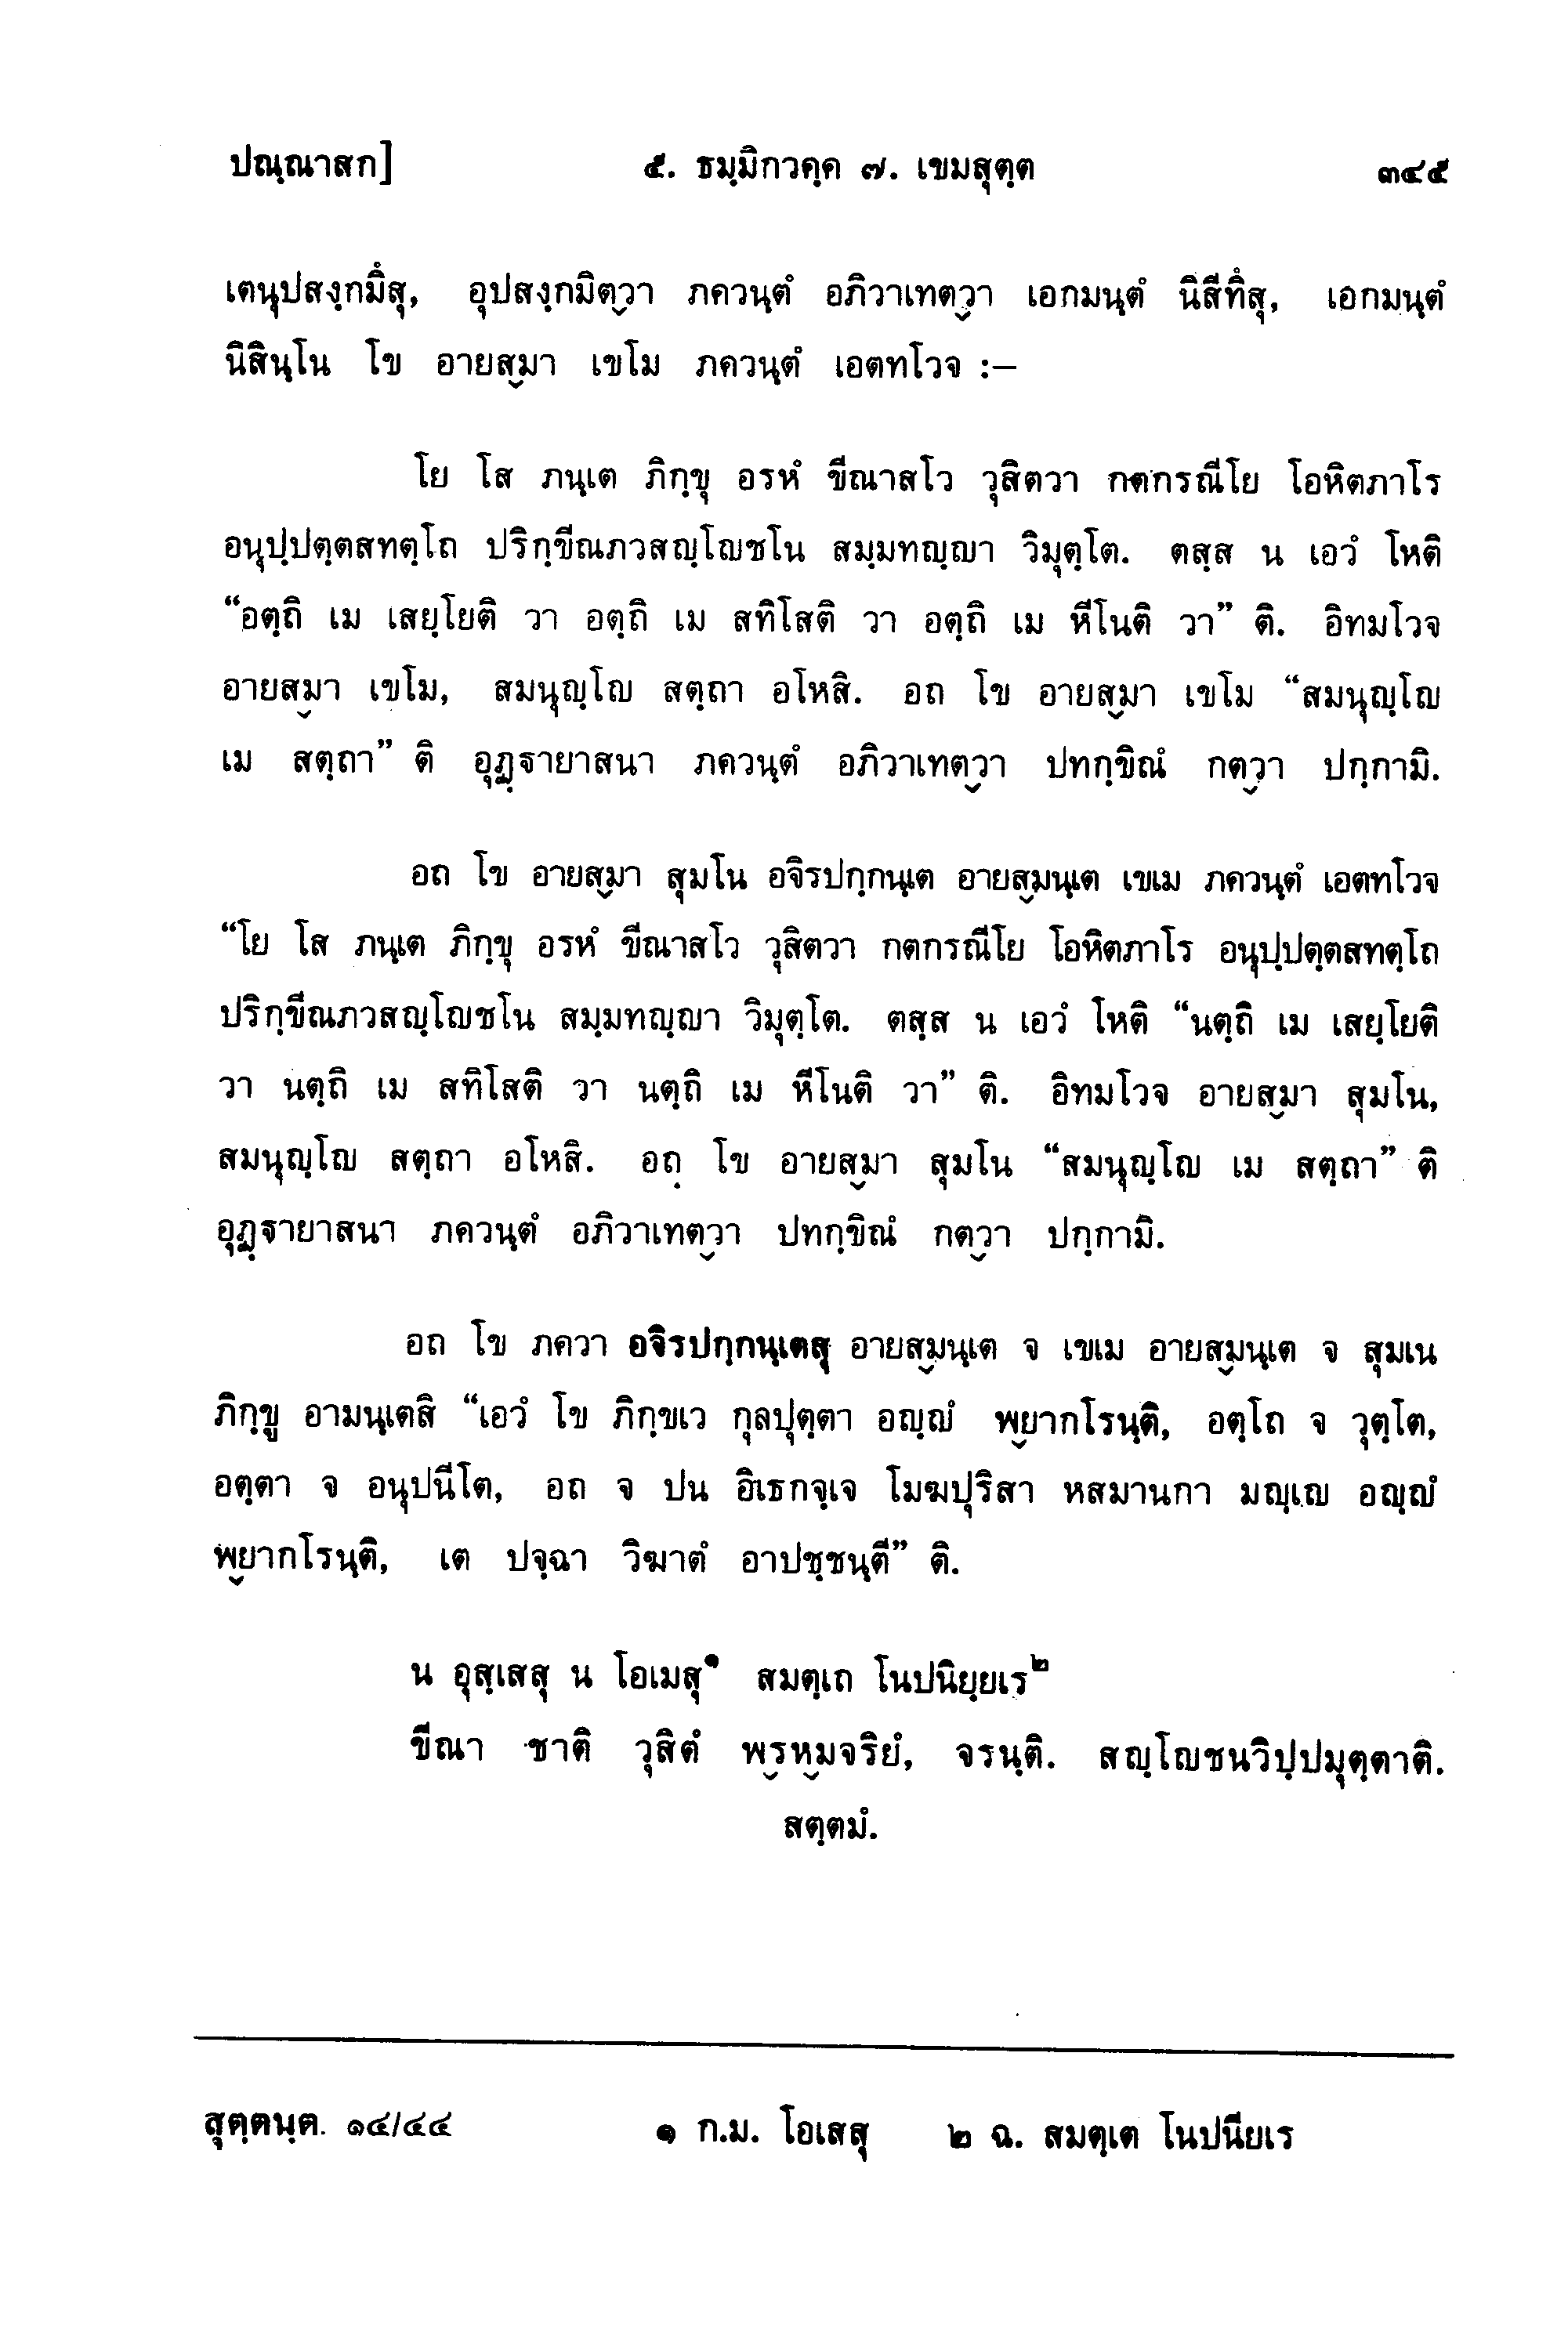 ปณฺณาสก] ๕. ธมฺมิกวคฺค ๗. เขมสุตฺต ๓๔๕
เตนุปสงฺกมึสุ, อุปสงฺกมิตฺวา ภควนฺตํ อภิวาเทตฺวา เอกมนฺตํ นิสีทึสุ, เอกมนฺตํ
นิสินฺโน โข อายสฺมา เขโม ภควนฺตํ เอตทโวจ :–
โย โส ภนฺเต ภิกฺขุ อรหํ ขีณาสโว วุสิตวา กตกรณีโย โอหิตภาโร
อนุปฺปตฺตสทตฺโถ ปริกฺขีณภวสญฺโญชโน สมฺมทญฺญา วิมุตฺโต. ตสฺส น เอวํ โหติ
“อตฺถิ เม เสยฺโยติ วา อตฺถิ เม สทิโสติ วา อตฺถิ เม หีโนติ วา” ติ. อิทมโวจ
อายสฺมา เขโม, สมนุญฺโญ สตฺถา อโหสิ. อถ โข อายสฺมา เขโม “สมนุญฺโญ
เม สตฺถา” ติ อุฏฺฐายาสนา ภควนฺตํ อภิวาเทตฺวา ปทกฺขิณํ กตฺวา ปกฺกามิ.
อถ โข อายสฺมา สุมโน อจิรปกฺกนฺเต อายสฺมนฺเต เขเม ภควนฺตํ เอตทโวจ
“โย โส ภนฺเต ภิกฺขุ อรหํ ขีณาสโว วุสิตวา กตกรณีโย โอหิตภาโร อนุปฺปตฺตสทตฺโถ
ปริกฺขีณภวสญฺโญชโน สมฺมทญฺญา วิมุตฺโต. ตสฺส น เอวํ โหติ “นตฺถิ เม เสยฺโยติ
วา นตฺถิ เม สทิโสติ วา นตฺถิ เม หีโนติ วา” ติ. อิทมโวจ อายสฺมา สุมโน,
สมนุญฺโญ สตฺถา อโหสิ. อถ โข อายสฺมา สุมโน “สมนุญฺโญ เม สตฺถา” ติ
อุฏฺฐายาสนา ภควนฺตํ อภิวาเทตฺวา ปทกฺขิณํ กตฺวา ปกฺกามิ.
อถ โข ภควา อจิรปกฺกนฺเตสุ อายสฺมนฺเต จ เขเม อายสฺมนฺเต จ สุมเน
ภิกฺขู อามนฺเตสิ “เอวํ โข ภิกฺขเว กุลปุตฺตา อญฺญํ พฺยากโรนฺติ, อตฺโถ จ วุตฺโต,
อตฺตา จ อนุปนีโต, อถ จ ปน อิเธกจฺเจ โมฆปุริสา หสมานกา มญฺเญ อญฺญํ
พฺยากโรนฺติ, เต ปจฺฉา วิฆาตํ อาปชฺชนฺตี” ติ.
น อุสฺเสสุ น โอเมสุ๑ สมตฺเถ โนปนิยฺยเร๒
ขีณา ชาติ วุสิตํ พฺรหฺมจริยํ, จรนฺติ. สญฺโญชนวิปฺปมุตฺตาติ.
สตฺตมํ.
สุตฺตนฺต. ๑๔/๔๔ ๑ ก.ม. โอเสสุ ๒ ฉ. สมตฺเต โนปนียเร